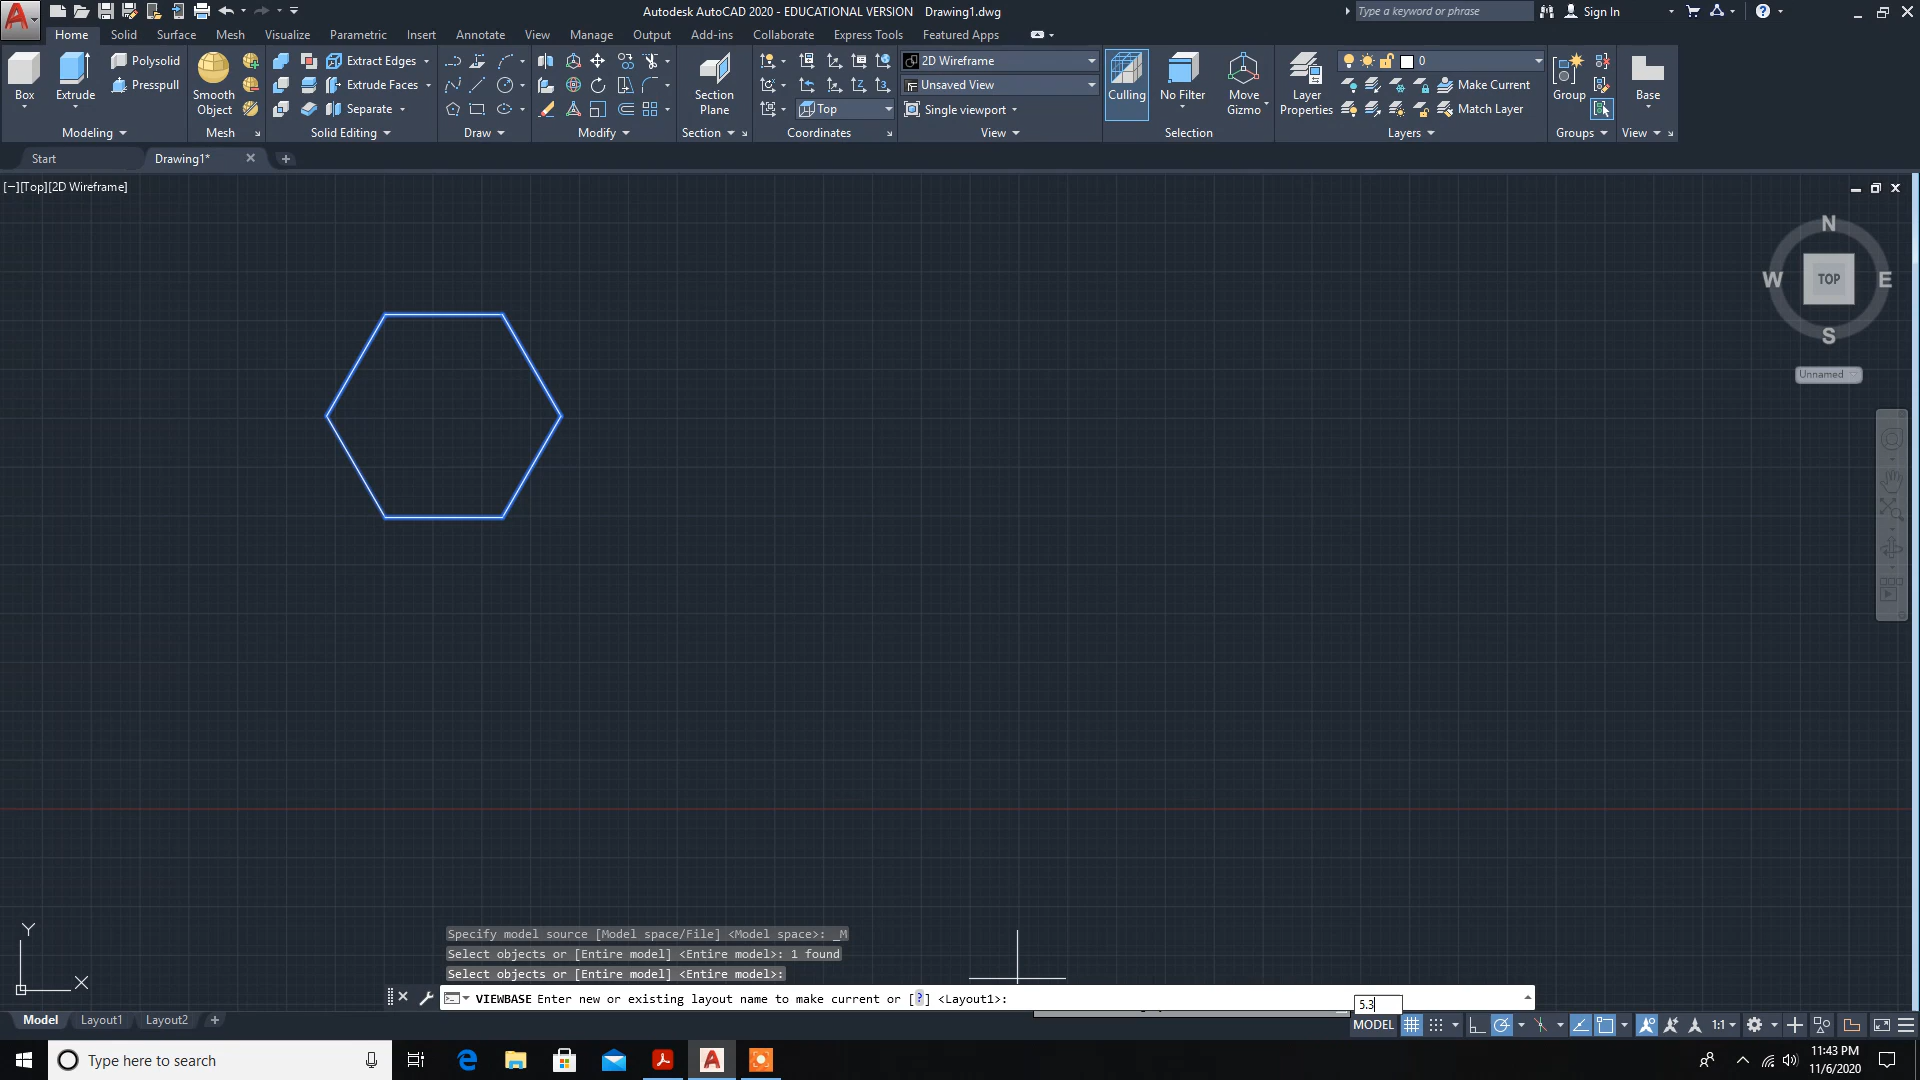 Autodesk AutoCAD 2020 - EDUCATIONAL VERSION Drawing1.dwg
Type a keyword or phrase
Sign In
Home Solid Surface Mesh Visualize Parametric Insert Annotate View Manage Output Add-ins Collaborate Express Tools Featured Apps
Box
Extrude
Polysolid
Presspull
Modeling
Smooth
Object
Mesh
Extract Edges
Extrude Faces
Separate
Solid Editing
Draw
Modify
Section
Plane
Section
Top
Coordinates
2D Wireframe
Unsaved View
Single viewport
View
Culling
No Filter
Move
Gizmo
Selection
Layer
Properties
0
Make Current
Match Layer
Layers
Group
Groups
Base
View
Start
Drawing1*
[−][Top][2D Wireframe]
N
W
TOP
E
S
Unnamed
Y
X
Specify model source [Model space/File] <Model space>: _M
Select objects or [Entire model] <Entire model>: 1 found
Select objects or [Entire model] <Entire model>:
VIEWBASE Enter new or existing layout name to make current or [?] <Layout1>:
5.3
Model Layout1 Layout2
MODEL
1:1
Type here to search
11:43 PM
11/6/2020